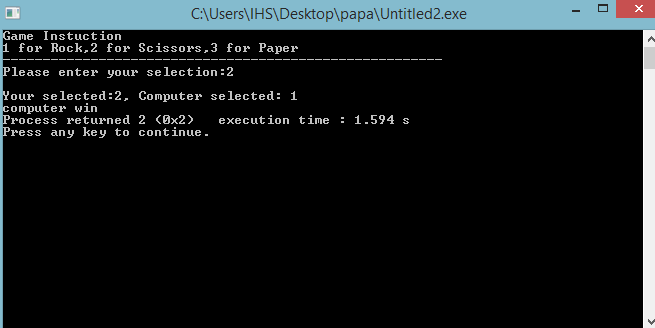 C:\Users\IHS\Desktop\papa\Untitled2.exe
Game Instuction
1 for Rock,2 for Scissors,3 for Paper
-------------------------------------------------------
Please enter your selection:2
Your selected:2, Computer selected: 1
computer win
Process returned 2 (0x2)   execution time : 1.594 s
Press any key to continue.